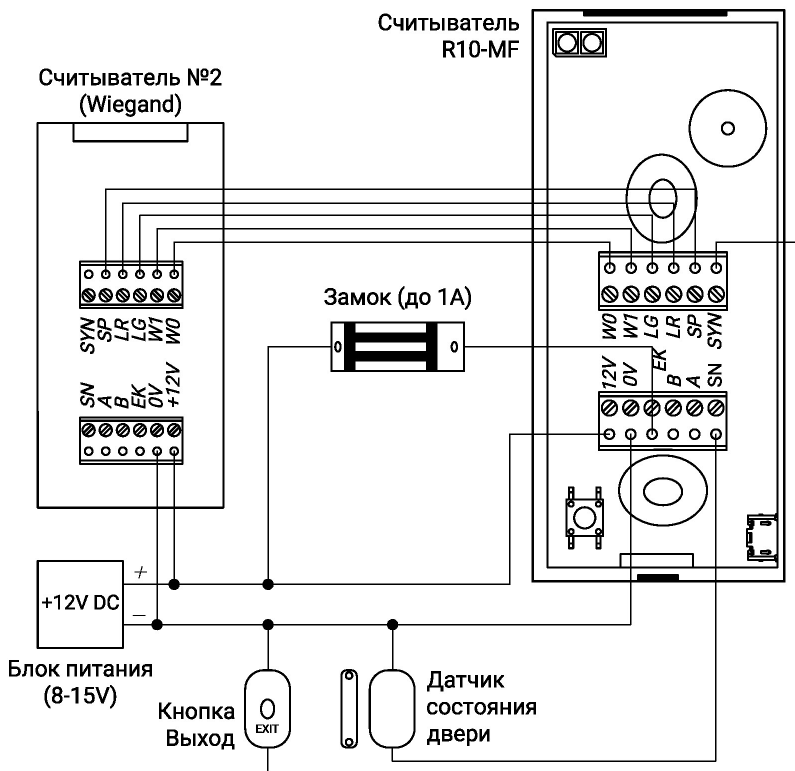 Считыватель
R10-MF
Считыватель №2
(Wiegand)
SYN SP LR LG W1 W0
SN A B EK 0V +12V
Замок (до 1А)
W0 W1 LG LR SP SYN
12V 0V EK B A SN
+
+12V DC
–
Блок питания
(8-15V)
Кнопка
Выход
EXIT
Датчик
состояния
двери